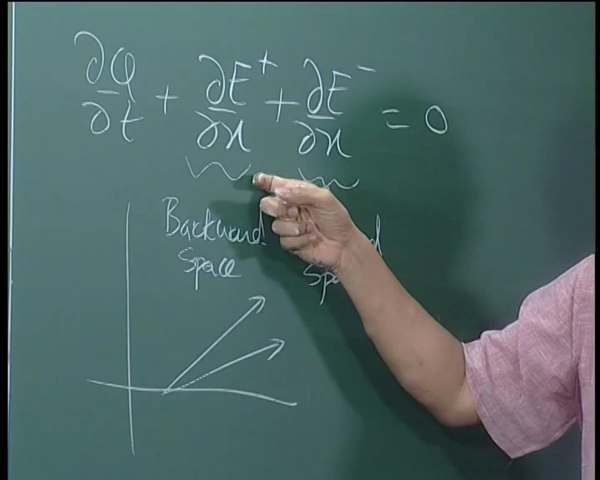 ∂Q/∂t + ∂E⁺/∂x + ∂E⁻/∂x = 0
Backward
Space